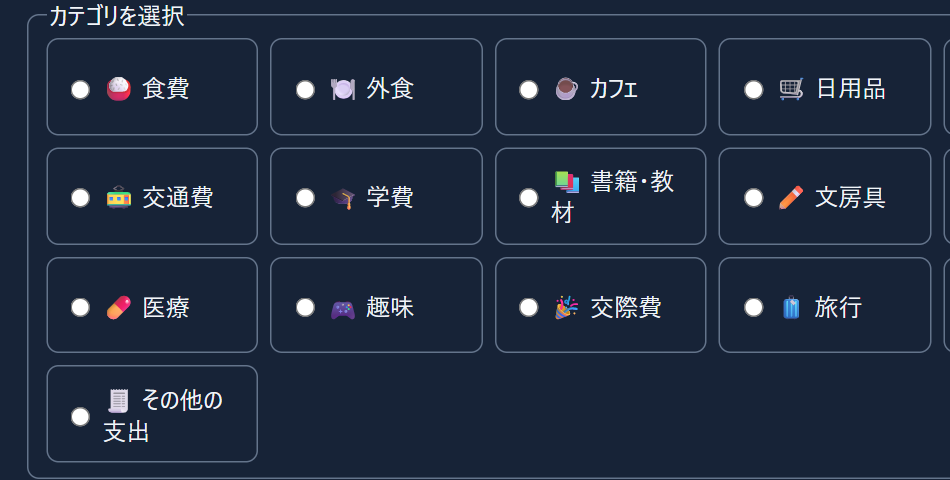 カテゴリを選択
食費
外食
カフェ
日用品
交通費
学費
書籍・教
材
文房具
医療
趣味
交際費
旅行
その他の
支出